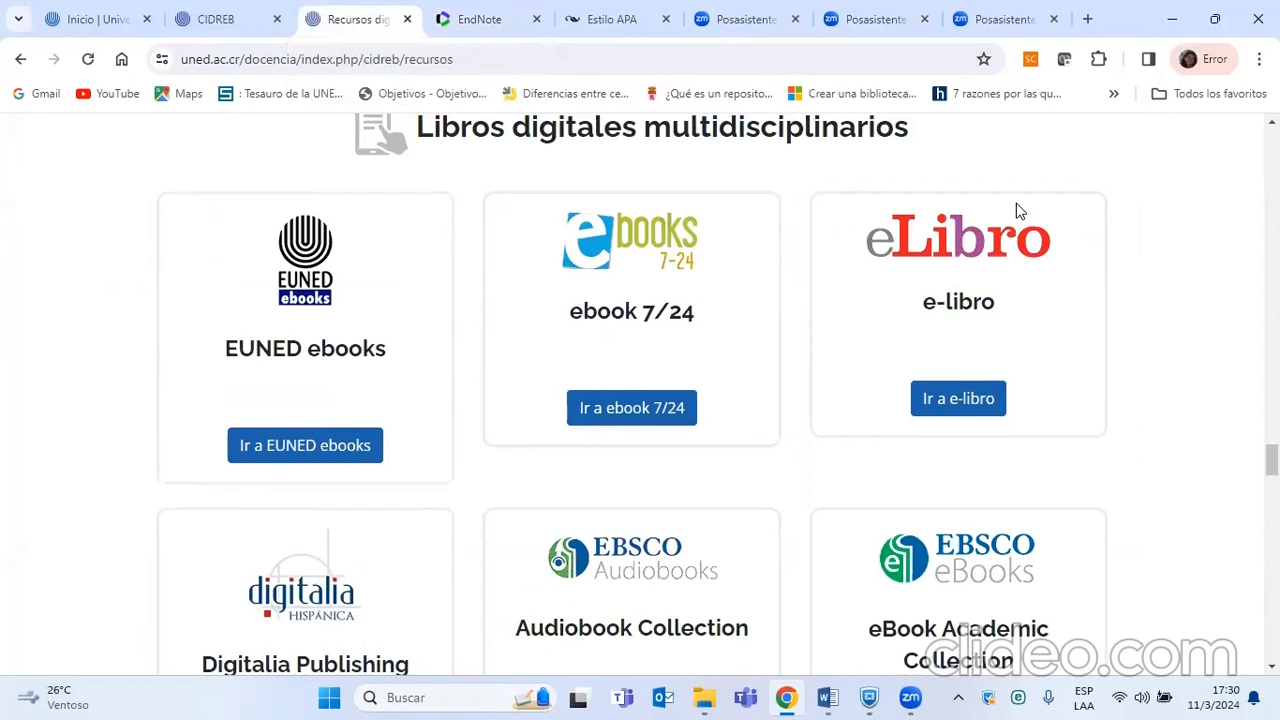 Inicio | Unive
CIDREB
Recursos dig
EndNote
Estilo APA
Posasistente
Posasistente
Posasistente
uned.ac.cr/docencia/index.php/cidreb/recursos
SC
Error
Gmail
YouTube
Maps
: Tesauro de la UNE...
Objetivos - Objetivo...
Diferencias entre ce...
¿Qué es un reposito...
Crear una biblioteca...
7 razones por las qu...
Todos los favoritos
Libros digitales multidisciplinarios
EUNED
ebooks
EUNED ebooks
Ir a EUNED ebooks
ebooks
7-24
ebook 7/24
Ir a ebook 7/24
eLibro
e-libro
Ir a e-libro
digitalia
HISPÁNICA
Digitalia Publishing
EBSCO
Audiobooks
Audiobook Collection
EBSCO
eBooks
eBook Academic
Collection
clideo.com
26°C
Ventoso
Buscar
ESP
LAA
17:30
11/3/2024